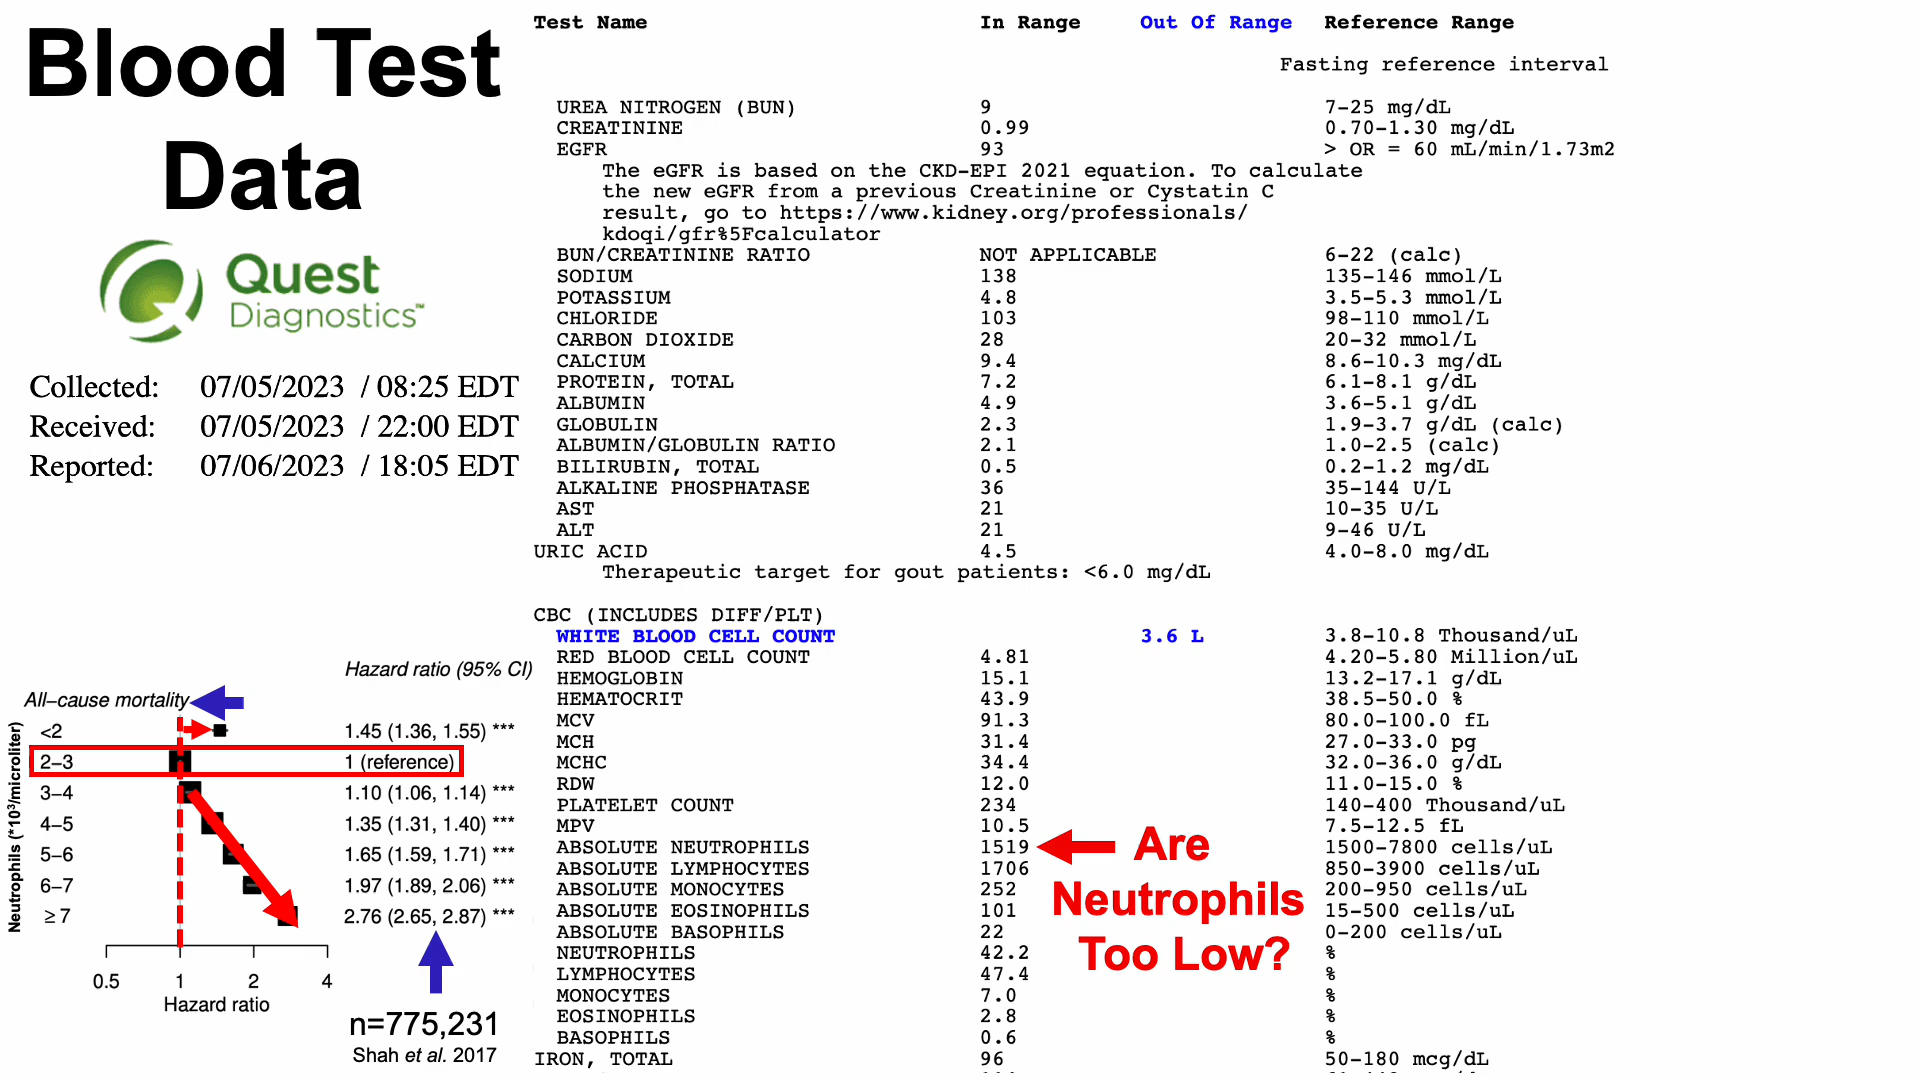 Blood Test
Data
Quest
Diagnostics™
Collected: 07/05/2023 / 08:25 EDT
Received: 07/05/2023 / 22:00 EDT
Reported: 07/06/2023 / 18:05 EDT
Hazard ratio (95% CI)
All−cause mortality
Neutrophils (*10³/microliter)
<2 1.45 (1.36, 1.55) ***
2−3 1 (reference)
3−4 1.10 (1.06, 1.14) ***
4−5 1.35 (1.31, 1.40) ***
5−6 1.65 (1.59, 1.71) ***
6−7 1.97 (1.89, 2.06) ***
≥ 7 2.76 (2.65, 2.87) ***
0.5 1 2 4
Hazard ratio
n=775,231
Shah et al. 2017
Test Name In Range Out Of Range Reference Range
Fasting reference interval
UREA NITROGEN (BUN) 9 7-25 mg/dL
CREATININE 0.99 0.70-1.30 mg/dL
EGFR 93 > OR = 60 mL/min/1.73m2
The eGFR is based on the CKD-EPI 2021 equation. To calculate
the new eGFR from a previous Creatinine or Cystatin C
result, go to https://www.kidney.org/professionals/
kdoqi/gfr%5Fcalculator
BUN/CREATININE RATIO NOT APPLICABLE 6-22 (calc)
SODIUM 138 135-146 mmol/L
POTASSIUM 4.8 3.5-5.3 mmol/L
CHLORIDE 103 98-110 mmol/L
CARBON DIOXIDE 28 20-32 mmol/L
CALCIUM 9.4 8.6-10.3 mg/dL
PROTEIN, TOTAL 7.2 6.1-8.1 g/dL
ALBUMIN 4.9 3.6-5.1 g/dL
GLOBULIN 2.3 1.9-3.7 g/dL (calc)
ALBUMIN/GLOBULIN RATIO 2.1 1.0-2.5 (calc)
BILIRUBIN, TOTAL 0.5 0.2-1.2 mg/dL
ALKALINE PHOSPHATASE 36 35-144 U/L
AST 21 10-35 U/L
ALT 21 9-46 U/L
URIC ACID 4.5 4.0-8.0 mg/dL
Therapeutic target for gout patients: <6.0 mg/dL
CBC (INCLUDES DIFF/PLT)
WHITE BLOOD CELL COUNT 3.6 L 3.8-10.8 Thousand/uL
RED BLOOD CELL COUNT 4.81 4.20-5.80 Million/uL
HEMOGLOBIN 15.1 13.2-17.1 g/dL
HEMATOCRIT 43.9 38.5-50.0 %
MCV 91.3 80.0-100.0 fL
MCH 31.4 27.0-33.0 pg
MCHC 34.4 32.0-36.0 g/dL
RDW 12.0 11.0-15.0 %
PLATELET COUNT 234 140-400 Thousand/uL
MPV 10.5 7.5-12.5 fL
ABSOLUTE NEUTROPHILS 1519 1500-7800 cells/uL
ABSOLUTE LYMPHOCYTES 1706 850-3900 cells/uL
ABSOLUTE MONOCYTES 252 200-950 cells/uL
ABSOLUTE EOSINOPHILS 101 15-500 cells/uL
ABSOLUTE BASOPHILS 22 0-200 cells/uL
NEUTROPHILS 42.2 %
LYMPHOCYTES 47.4 %
MONOCYTES 7.0 %
EOSINOPHILS 2.8 %
BASOPHILS 0.6 %
IRON, TOTAL 96 50-180 mcg/dL
Are
Neutrophils
Too Low?